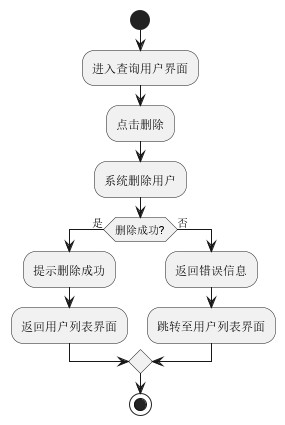 进入查询用户界面
点击删除
系统删除用户
删除成功?
是
否
提示删除成功
返回错误信息
返回用户列表界面
跳转至用户列表界面